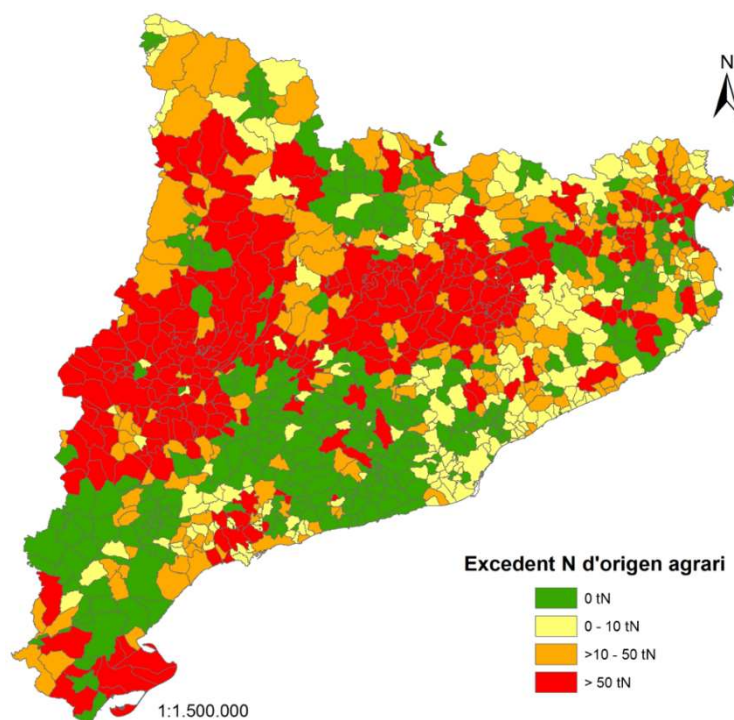 N
Excedent N d'origen agrari
0 tN
0 - 10 tN
>10 - 50 tN
> 50 tN
1:1.500.000